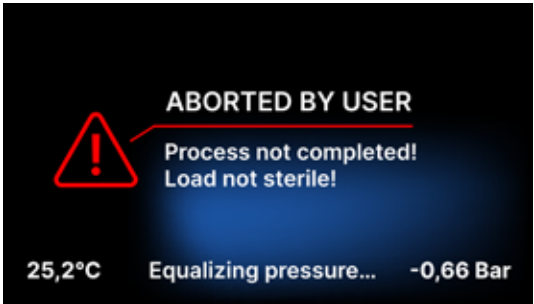 ABORTED BY USER
Process not completed!
Load not sterile!
25,2°C Equalizing pressure... -0,66 Bar